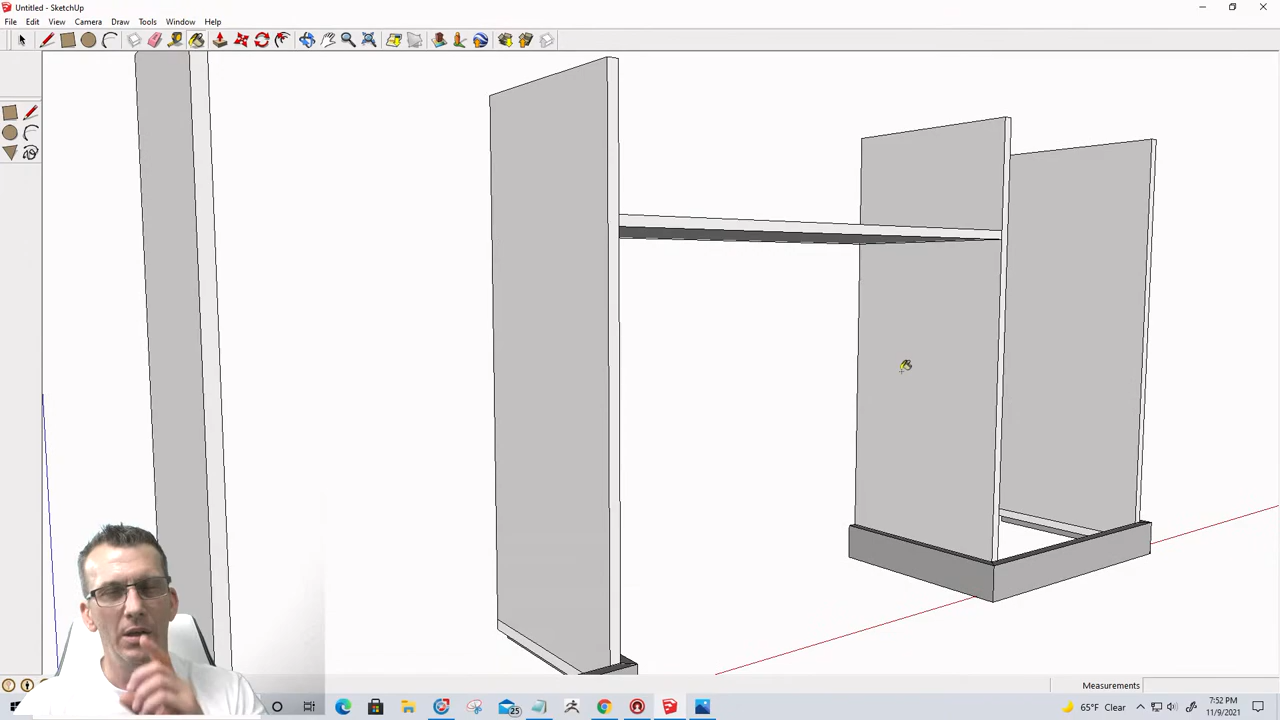 Untitled - SketchUp
File Edit View Camera Draw Tools Window Help
Measurements
25
65°F Clear
7:52 PM
11/9/2021